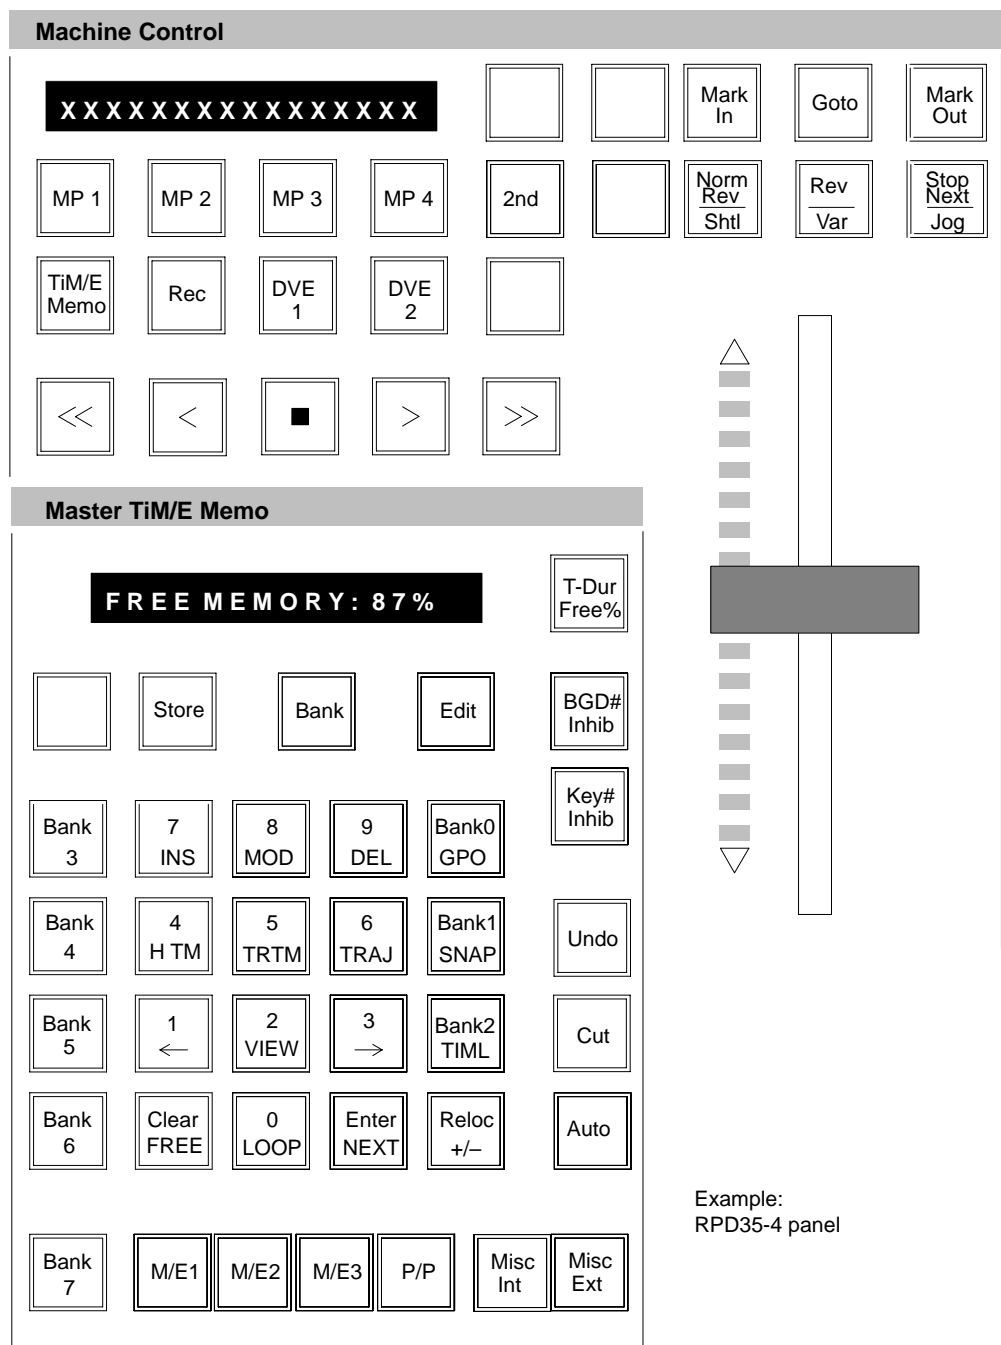 Machine Control
X X X X X X X X X X X X X X X X
Mark
In
Goto
Mark
Out
MP 1
MP 2
MP 3
MP 4
2nd
Norm
Rev
Shtl
Rev
Var
Stop
Next
Jog
TiM/E
Memo
Rec
DVE
1
DVE
2
<<
<
■
>
>>
Master TiM/E Memo
FREE MEMORY: 87%
T-Dur
Free%
Store
Bank
Edit
BGD#
Inhib
Key#
Inhib
Bank
3
7
INS
8
MOD
9
DEL
Bank0
GPO
Bank
4
4
H TM
5
TRTM
6
TRAJ
Bank1
SNAP
Undo
Bank
5
1
←
2
VIEW
3
→
Bank2
TIML
Cut
Bank
6
Clear
FREE
0
LOOP
Enter
NEXT
Reloc
+/–
Auto
Example:
RPD35-4 panel
Bank
7
M/E1
M/E2
M/E3
P/P
Misc
Int
Misc
Ext